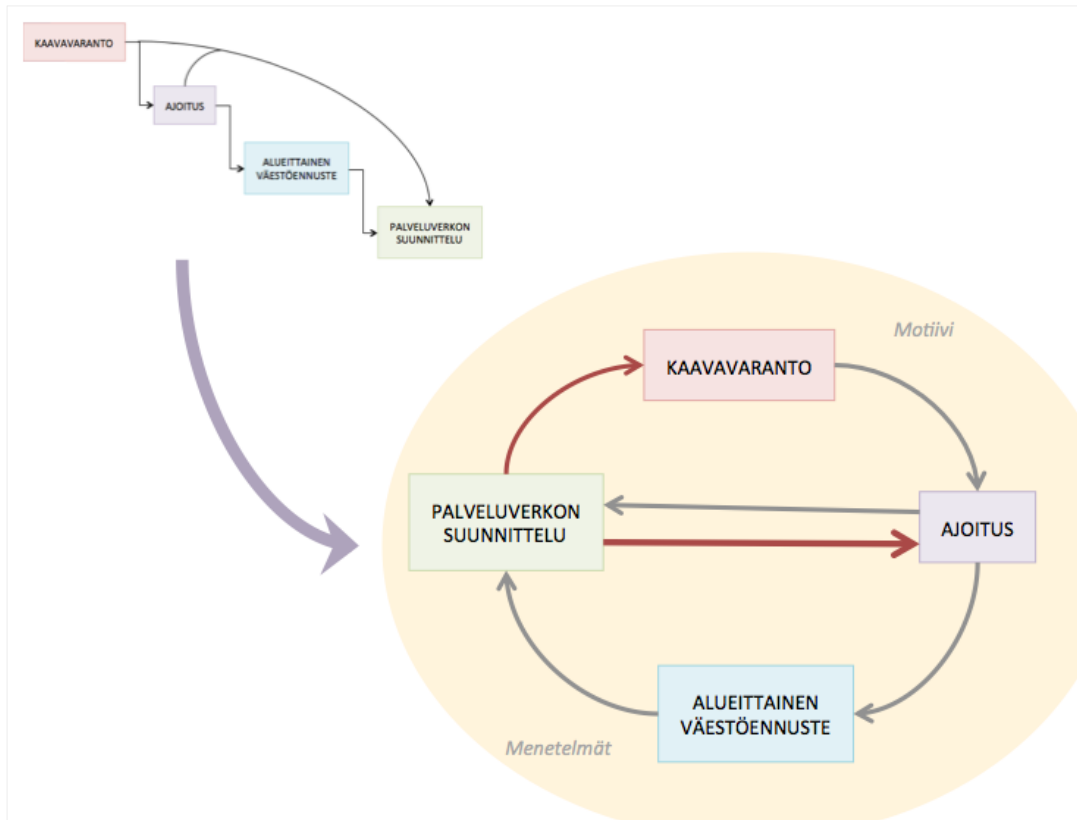 KAAVAVARANTO
AJOITUS
ALUEITTAINEN
VÄESTÖENNUSTE
PALVELUVERKON
SUUNNITTELU
Motiivi
KAAVAVARANTO
PALVELUVERKON
SUUNNITTELU
AJOITUS
ALUEITTAINEN
VÄESTÖENNUSTE
Menetelmät